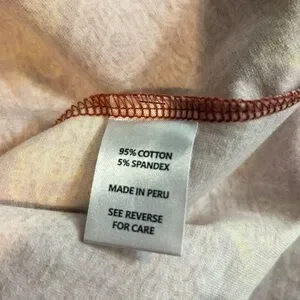 95% COTTON
5% SPANDEX
MADE IN PERU
SEE REVERSE
FOR CARE